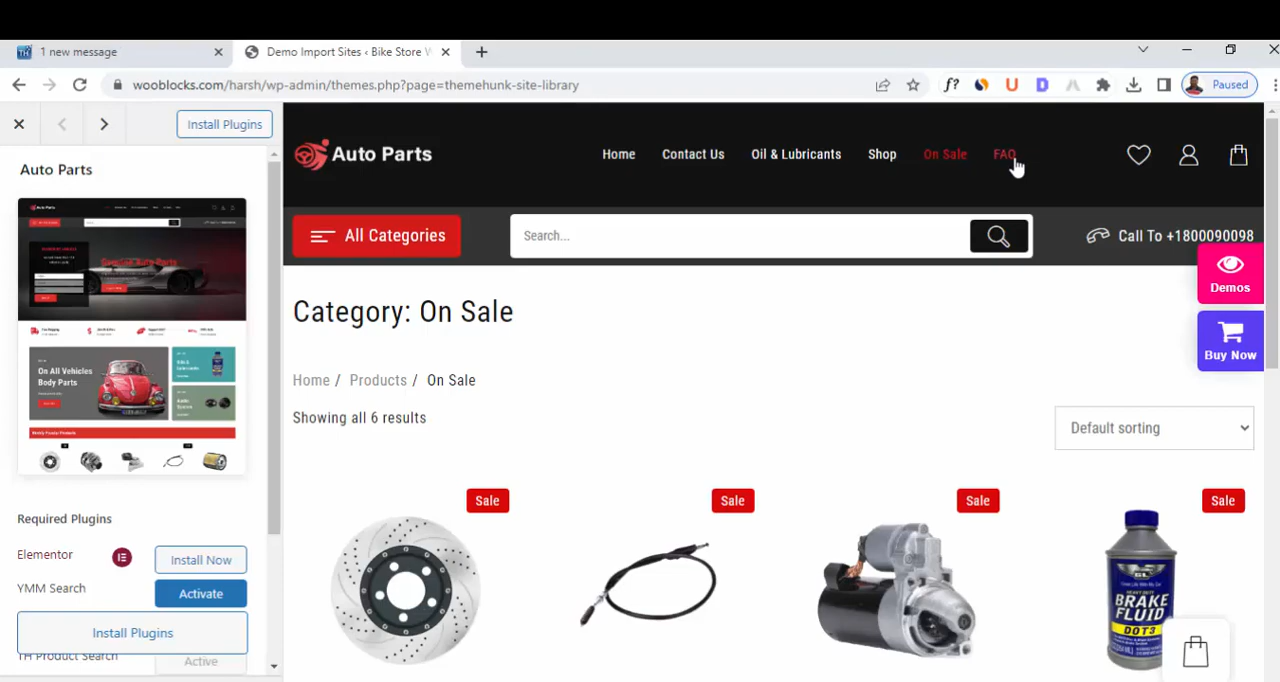 1 new message
Demo Import Sites ‹ Bike Store W
wooblocks.com/harsh/wp-admin/themes.php?page=themehunk-site-library
Paused
Install Plugins
Auto Parts
Auto Parts
Home
Contact Us
Oil & Lubricants
Shop
On Sale
FAQ
All Categories
Search...
Call To +1800090098
Demos
Buy Now
Category: On Sale
Home / Products / On Sale
Showing all 6 results
Default sorting
Sale
Sale
Sale
Sale
BRAKE
FLUID
DOT3
On All Vehicles
Body Parts
Required Plugins
Elementor
Install Now
YMM Search
Activate
Install Plugins
TH Product Search
Active